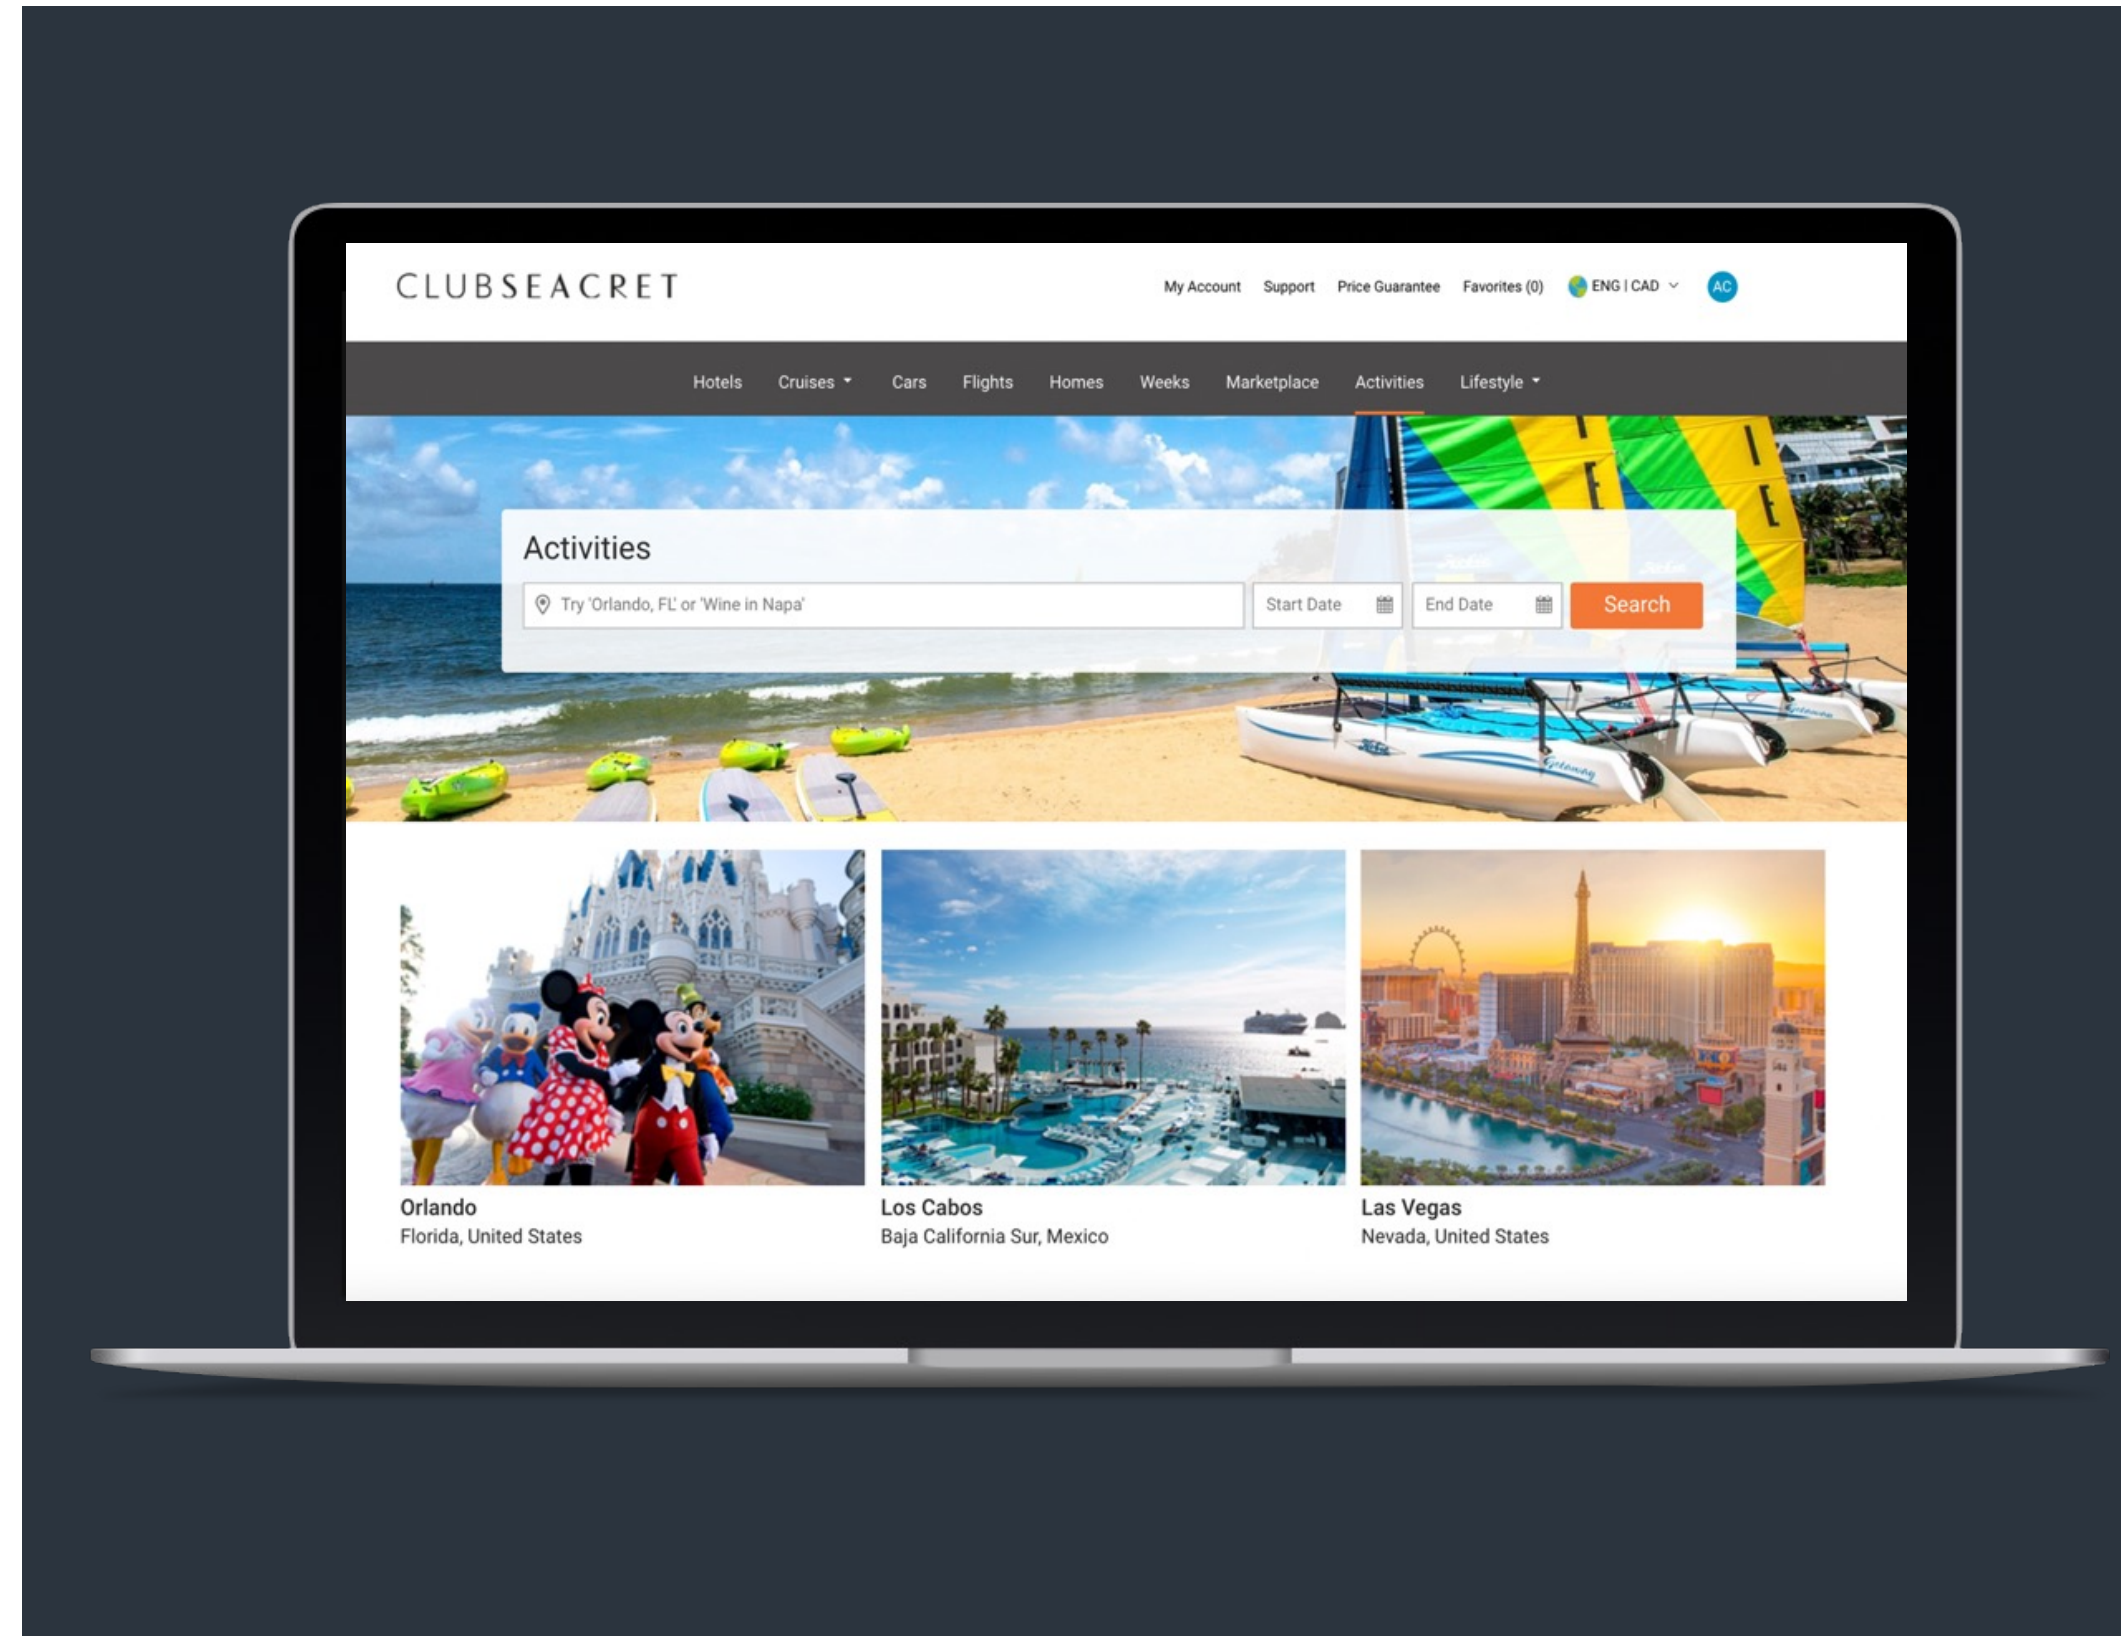 CLUBSEACRET
My Account Support Price Guarantee Favorites (0) ENG | CAD AC
Hotels Cruises Cars Flights Homes Weeks Marketplace Activities Lifestyle
Activities
Try 'Orlando, FL' or 'Wine in Napa' Start Date End Date Search
Getaway
Orlando Los Cabos Las Vegas
Florida, United States Baja California Sur, Mexico Nevada, United States